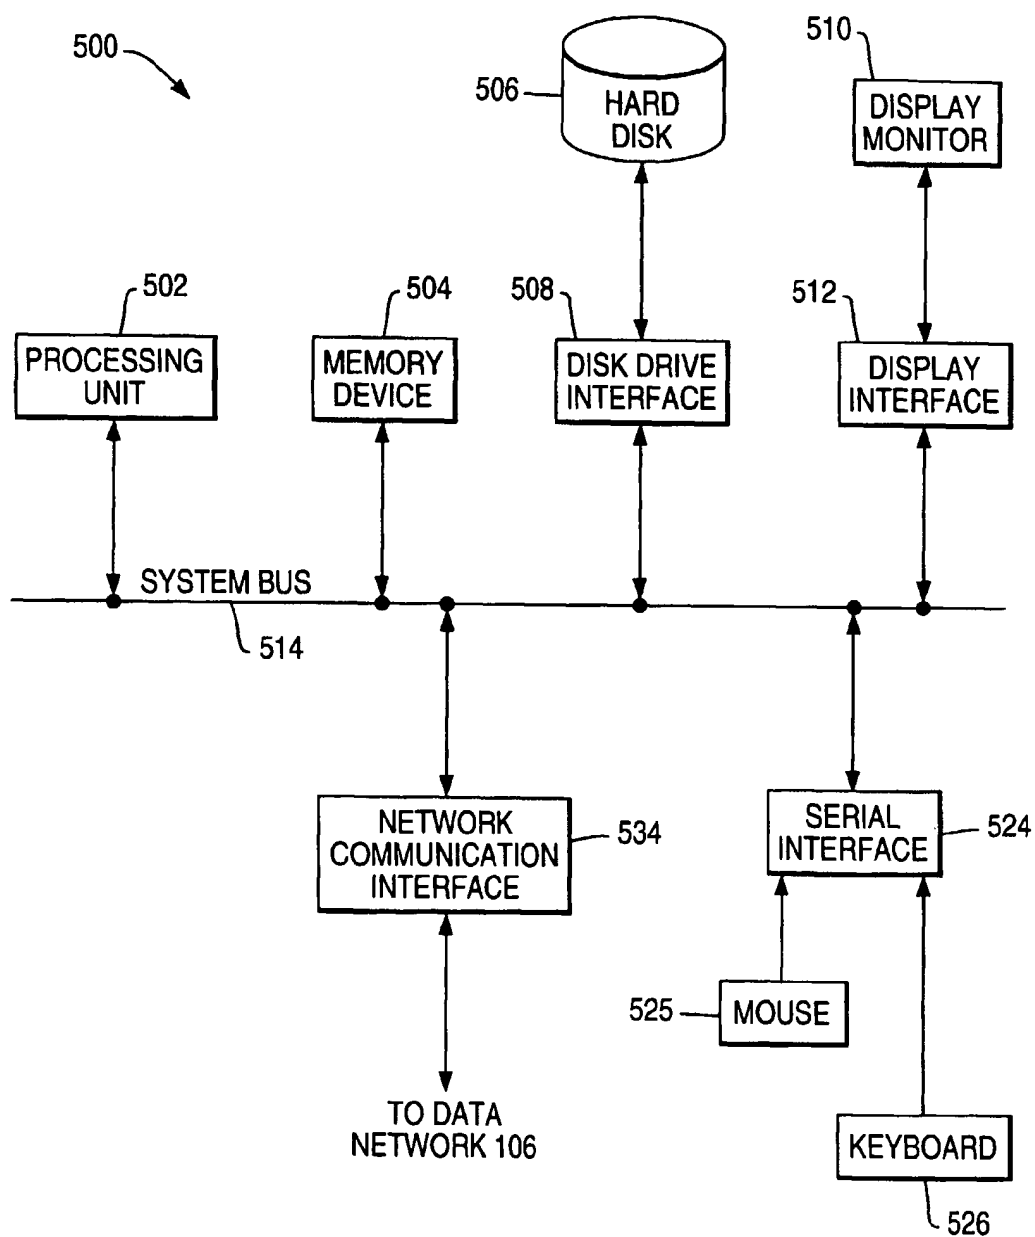 500
506
HARD
DISK
510
DISPLAY
MONITOR
502
PROCESSING
UNIT
504
MEMORY
DEVICE
508
DISK DRIVE
INTERFACE
512
DISPLAY
INTERFACE
SYSTEM BUS
514
NETWORK
COMMUNICATION
INTERFACE
534
SERIAL
INTERFACE
524
525
MOUSE
TO DATA
NETWORK 106
KEYBOARD
526